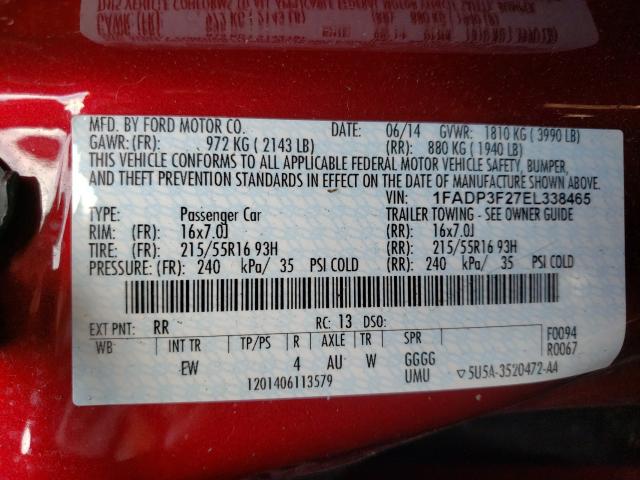 MFD. BY FORD MOTOR CO. DATE: 06/14 GVWR: 1810 KG ( 3990 LB)
GAWR: (FR): 972 KG ( 2143 LB) (RR): 880 KG ( 1940 LB)
THIS VEHICLE CONFORMS TO ALL APPLICABLE FEDERAL MOTOR VEHICLE SAFETY, BUMPER,
AND THEFT PREVENTION STANDARDS IN EFFECT ON THE DATE OF MANUFACTURE SHOWN ABOVE.
VIN: 1FADP3F27EL338465
TYPE: Passenger Car TRAILER TOWING - SEE OWNER GUIDE
RIM: (FR): 16x7.0J (RR): 16x7.0J
TIRE: (FR): 215/55R16 93H (RR): 215/55R16 93H
PRESSURE: (FR): 240 kPa/ 35 PSI COLD (RR): 240 kPa/ 35 PSI COLD
EXT PNT: RR RC: 13 DSO:
WB INT TR TP/PS R AXLE TR SPR F0094
EW 4 AU W GGGG R0067
1201406113579 UMU ▽5U5A-3520472-AA